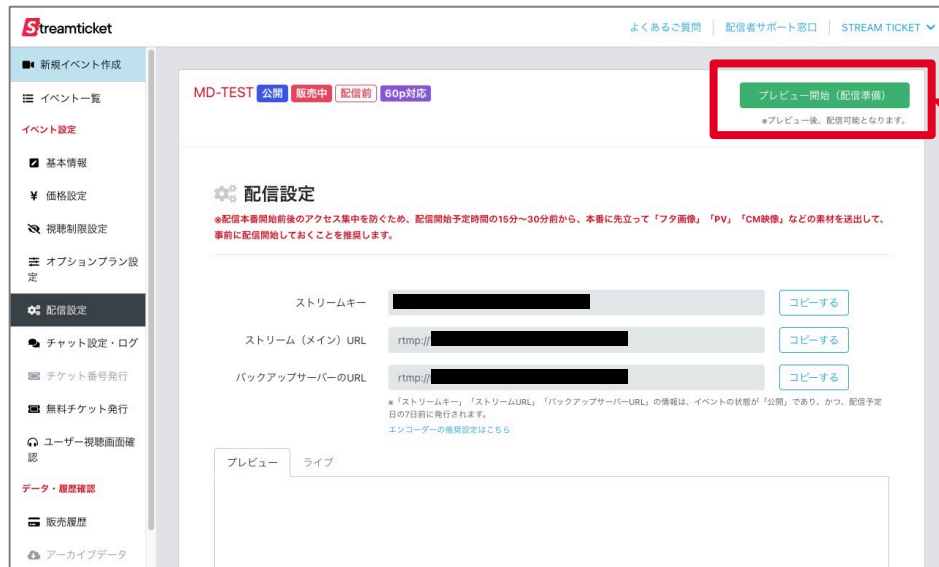 Streamticket
よくあるご質問
配信者サポート窓口
STREAM TICKET
新規イベント作成
イベント一覧
イベント設定
基本情報
価格設定
視聴制限設定
オプションプラン設
定
配信設定
チャット設定・ログ
チケット番号発行
無料チケット発行
ユーザー視聴画面確
認
データ・履歴確認
販売履歴
アーカイブデータ
MD-TEST 公開 販売中 配信前 60p対応
プレビュー開始（配信準備）
※プレビュー後、配信可能となります。
配信設定
※配信本番開始前後のアクセス集中を防ぐため、配信開始予定時間の15分～30分前から、本番に先立って「フタ画像」「PV」「CM映像」などの素材を送出して、
事前に配信開始しておくことを推奨します。
ストリームキー
コピーする
ストリーム（メイン）URL
rtmp://
コピーする
バックアップサーバーのURL
rtmp://
コピーする
※「ストリームキー」「ストリームURL」「バックアップサーバーURL」の情報は、イベントの状態が「公開」であり、かつ、配信予定
日の7日前に発行されます。
エンコーダーの推奨設定はこちら
プレビュー
ライブ